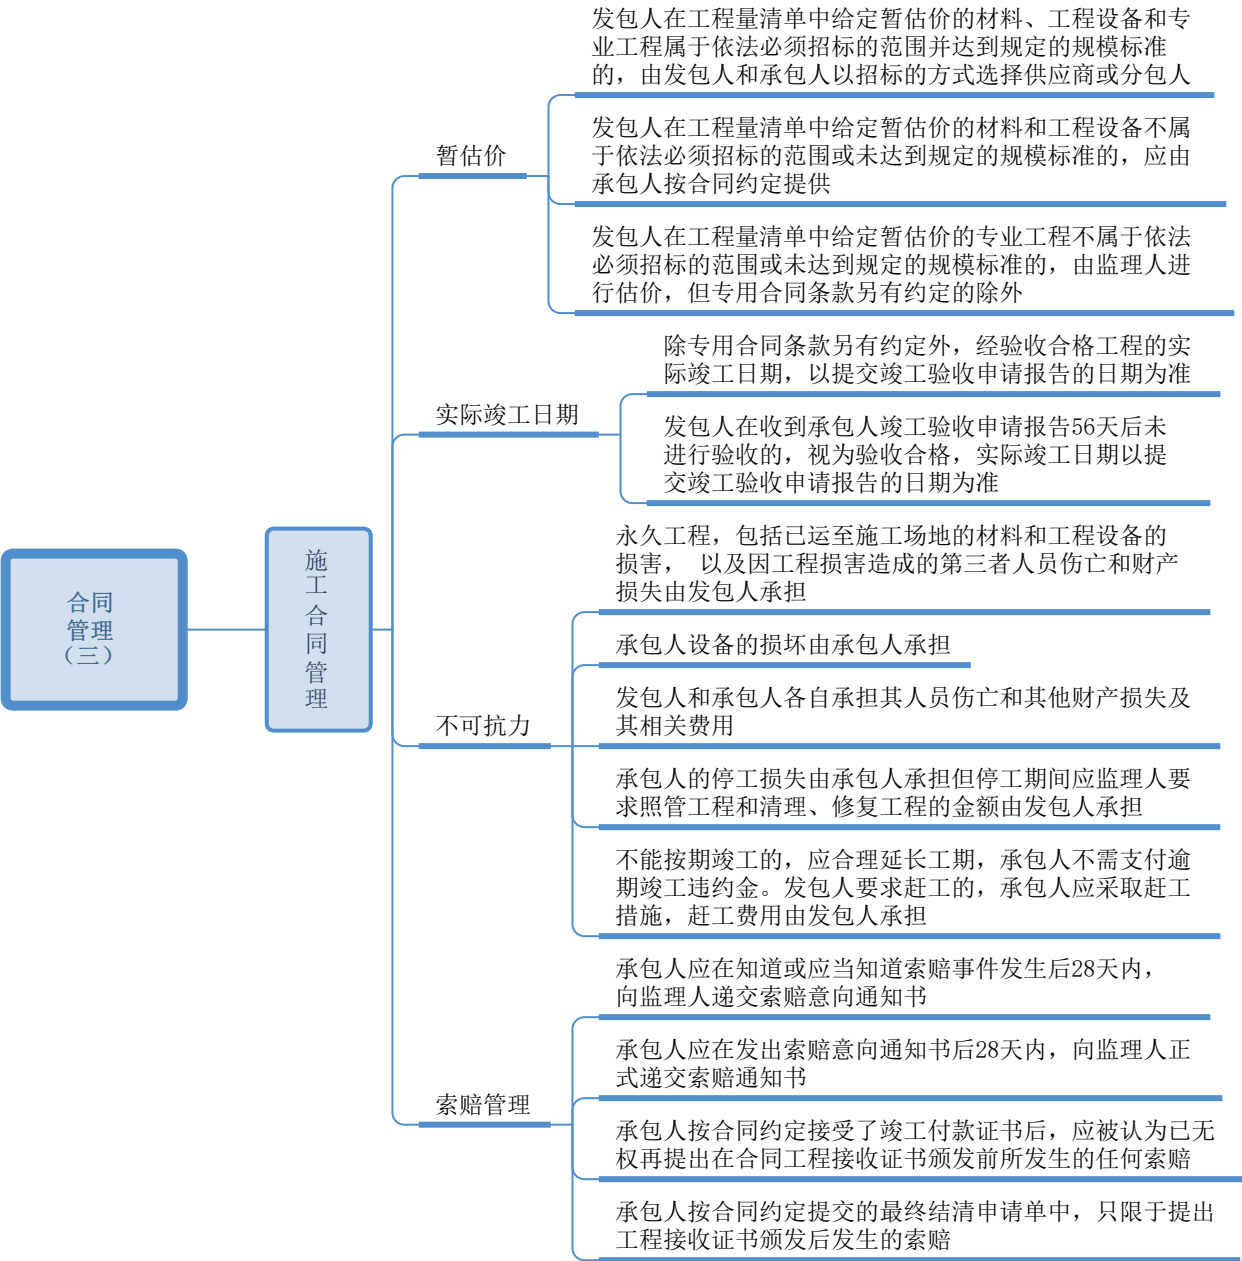 合同
管理
（三）
施工合同管理
暂估价
发包人在工程量清单中给定暂估价的材料、工程设备和专
业工程属于依法必须招标的范围并达到规定的规模标准
的，由发包人和承包人以招标的方式选择供应商或分包人
发包人在工程量清单中给定暂估价的材料和工程设备不属
于依法必须招标的范围或未达到规定的规模标准的，应由
承包人按合同约定提供
发包人在工程量清单中给定暂估价的专业工程不属于依法
必须招标的范围或未达到规定的规模标准的，由监理人进
行估价，但专用合同条款另有约定的除外
实际竣工日期
除专用合同条款另有约定外，经验收合格工程的实
际竣工日期，以提交竣工验收申请报告的日期为准
发包人在收到承包人竣工验收申请报告56天后未
进行验收的，视为验收合格，实际竣工日期以提
交竣工验收申请报告的日期为准
不可抗力
永久工程，包括已运至施工场地的材料和工程设备的
损害， 以及因工程损害造成的第三者人员伤亡和财产
损失由发包人承担
承包人设备的损坏由承包人承担
发包人和承包人各自承担其人员伤亡和其他财产损失及
其相关费用
承包人的停工损失由承包人承担但停工期间应监理人要
求照管工程和清理、修复工程的金额由发包人承担
不能按期竣工的，应合理延长工期，承包人不需支付逾
期竣工违约金。发包人要求赶工的，承包人应采取赶工
措施，赶工费用由发包人承担
索赔管理
承包人应在知道或应当知道索赔事件发生后28天内，
向监理人递交索赔意向通知书
承包人应在发出索赔意向通知书后28天内，向监理人正
式递交索赔通知书
承包人按合同约定接受了竣工付款证书后，应被认为已无
权再提出在合同工程接收证书颁发前所发生的任何索赔
承包人按合同约定提交的最终结清申请单中，只限于提出
工程接收证书颁发后发生的索赔